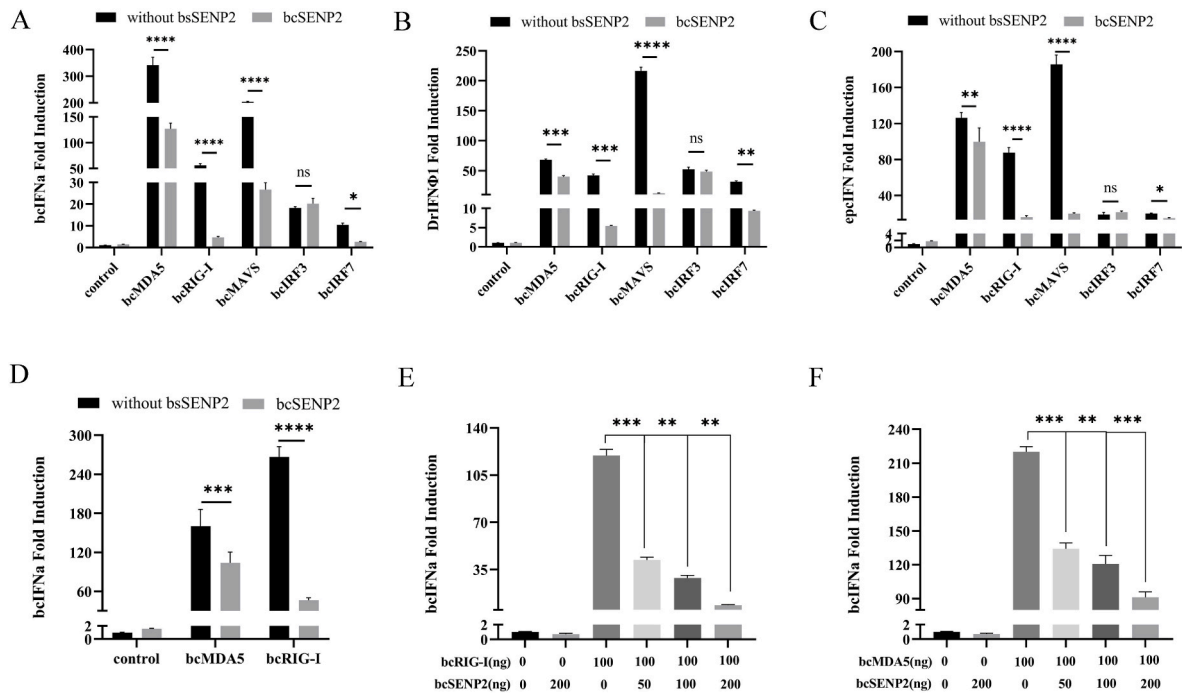 A
without bsSENP2 bcSENP2
bcIFNa Fold Induction
400
300
200
150
100
50
30
20
10
0
****
****
****
ns
*
control bcMDA5 bcRIG-I bcMAVS bcIRF3 bcIRF7
B
without bsSENP2 bcSENP2
DrIFNΦ1 Fold Induction
250
200
150
100
50
10
5
0
***
***
****
ns
**
control bcMDA5 bcRIG-I bcMAVS bcIRF3 bcIRF7
C
without bsSENP2 bcSENP2
epcIFN Fold Induction
200
160
120
80
40
4
2
0
**
****
****
ns
*
control bcMDA5 bcRIG-I bcMAVS bcIRF3 bcIRF7
D
without bsSENP2 bcSENP2
bcIFNa Fold Induction
300
240
180
120
60
2
0
***
****
control bcMDA5 bcRIG-I
E
bcIFNa Fold Induction
140
105
70
35
2
0
*** ** **
bcRIG-I(ng) 0 0 100 100 100 100
bcSENP2(ng) 0 200 0 50 100 200
F
bcIFNa Fold Induction
240
210
180
150
120
90
2
0
*** ** ***
bcMDA5(ng) 0 0 100 100 100 100
bcSENP2(ng) 0 200 0 50 100 200